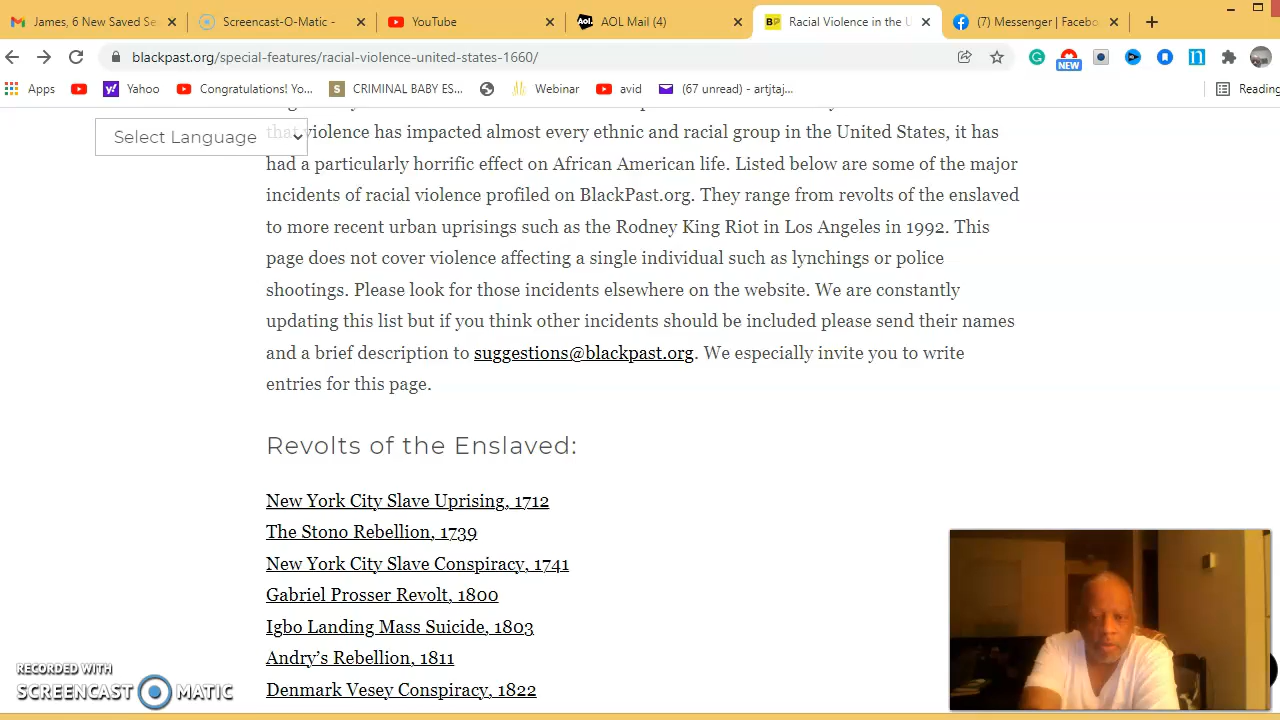 James, 6 New Saved Se
Screencast-O-Matic -
YouTube
AOL Mail (4)
Racial Violence in the U
(7) Messenger | Facebo
blackpast.org/special-features/racial-violence-united-states-1660/
NEW
Apps
Yahoo
Congratulations! Yo...
CRIMINAL BABY ES...
Webinar
avid
(67 unread) - artjtaj...
Reading
Select Language
that violence has impacted almost every ethnic and racial group in the United States, it has
had a particularly horrific effect on African American life. Listed below are some of the major
incidents of racial violence profiled on BlackPast.org. They range from revolts of the enslaved
to more recent urban uprisings such as the Rodney King Riot in Los Angeles in 1992. This
page does not cover violence affecting a single individual such as lynchings or police
shootings. Please look for those incidents elsewhere on the website. We are constantly
updating this list but if you think other incidents should be included please send their names
and a brief description to suggestions@blackpast.org. We especially invite you to write
entries for this page.
Revolts of the Enslaved:
New York City Slave Uprising, 1712
The Stono Rebellion, 1739
New York City Slave Conspiracy, 1741
Gabriel Prosser Revolt, 1800
Igbo Landing Mass Suicide, 1803
Andry's Rebellion, 1811
Denmark Vesey Conspiracy, 1822
RECORDED WITH
SCREENCAST MATIC